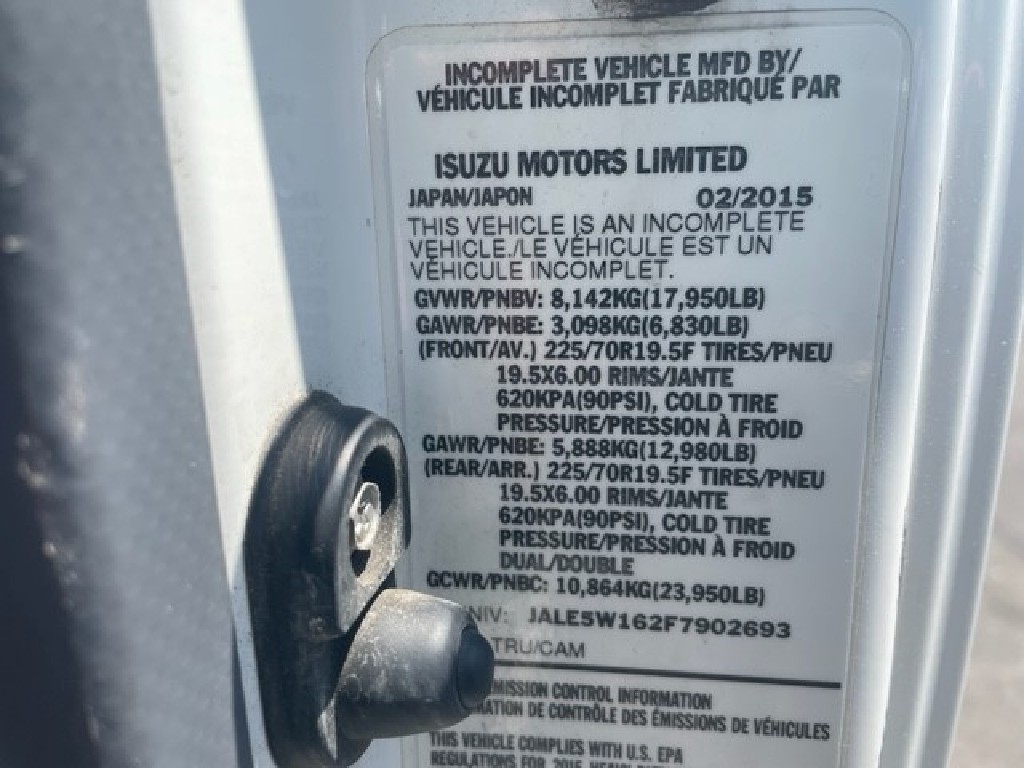 INCOMPLETE VEHICLE MFD BY/
VÉHICULE INCOMPLET FABRIQUÉ PAR
ISUZU MOTORS LIMITED
JAPAN/JAPON 02/2015
THIS VEHICLE IS AN INCOMPLETE
VEHICLE./LE VÉHICULE EST UN
VÉHICULE INCOMPLET.
GVWR/PNBV: 8,142KG(17,950LB)
GAWR/PNBE: 3,098KG(6,830LB)
(FRONT/AV.) 225/70R19.5F TIRES/PNEU
19.5X6.00 RIMS/JANTE
620KPA(90PSI), COLD TIRE
PRESSURE/PRESSION À FROID
GAWR/PNBE: 5,888KG(12,980LB)
(REAR/ARR.) 225/70R19.5F TIRES/PNEU
19.5X6.00 RIMS/JANTE
620KPA(90PSI), COLD TIRE
PRESSURE/PRESSION À FROID
DUAL/DOUBLE
GCWR/PNBC: 10,864KG(23,950LB)
NIV: JALE5W162F7902693
TRU/CAM
MISSION CONTROL INFORMATION
ATION DE CONTRÔLE DES ÉMISSIONS DE VÉHICULES
THIS VEHICLE COMPLIES WITH U.S. EPA
REGULATIONS FOR